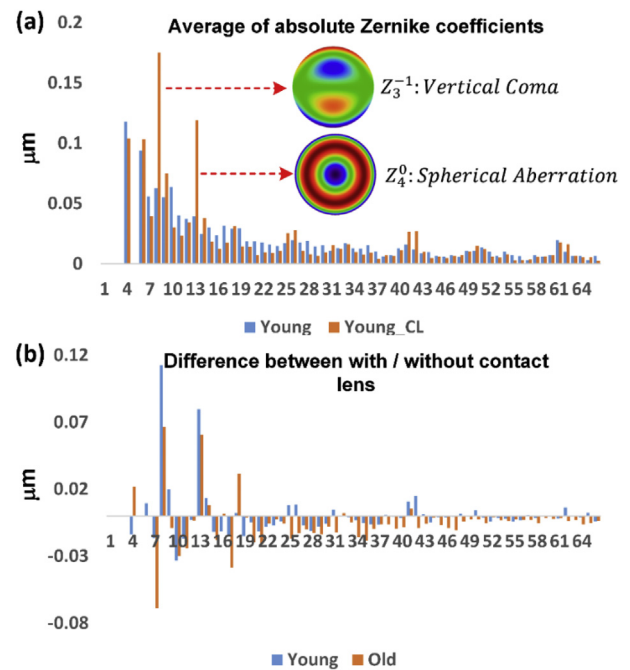 (a)
Average of absolute Zernike coefficients
0.2
0.15
0.1
0.05
0
μm
Z₃⁻¹: Vertical Coma
Z₄⁰: Spherical Aberration
1 4 7 10 13 16 19 22 25 28 31 34 37 40 43 46 49 52 55 58 61 64
Young Young_CL
(b)
Difference between with / without contact
lens
0.12
0.07
0.02
-0.03
-0.08
μm
1 4 7 10 13 16 19 22 25 28 31 34 37 40 43 46 49 52 55 58 61 64
Young Old